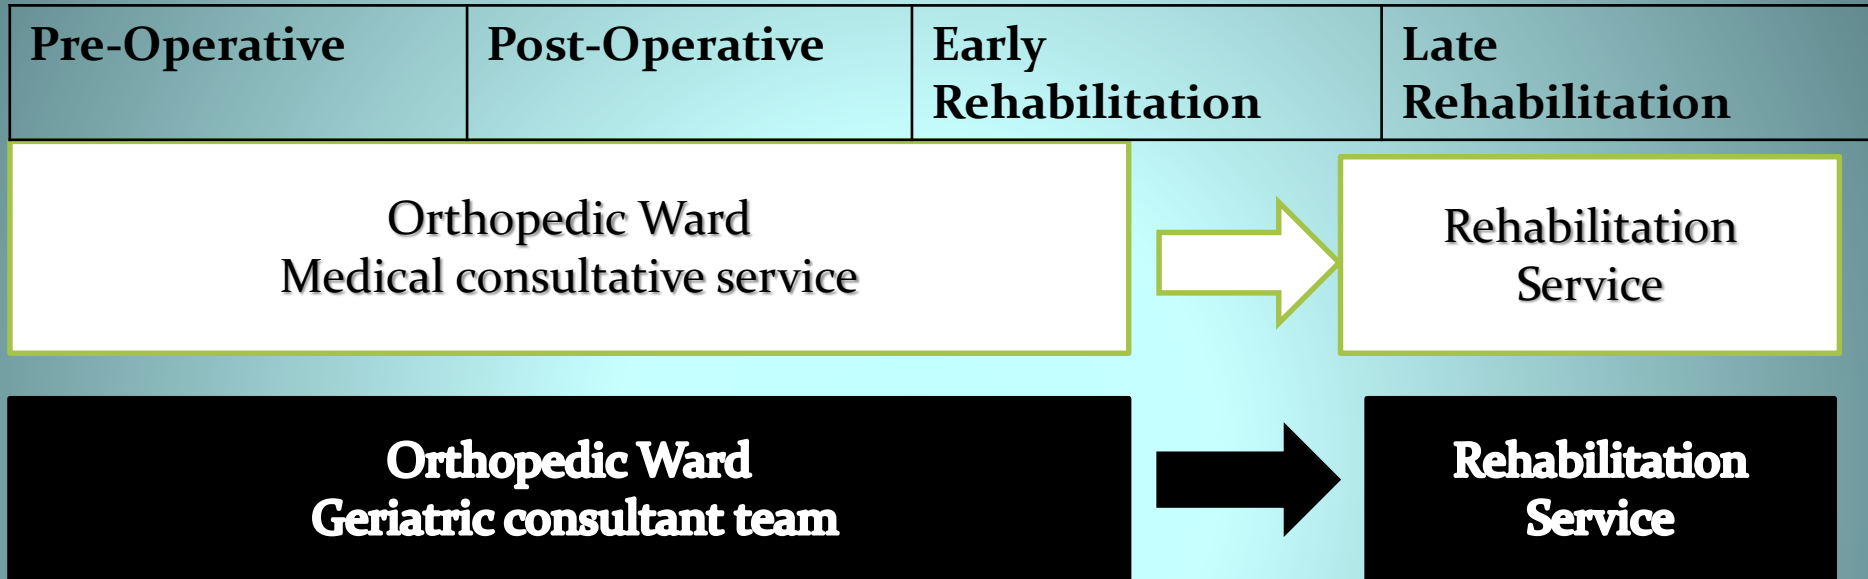 Pre-Operative
Post-Operative
Early
Rehabilitation
Late
Rehabilitation
Orthopedic Ward
Medical consultative service
Rehabilitation
Service
Orthopedic Ward
Geriatric consultant team
Rehabilitation
Service